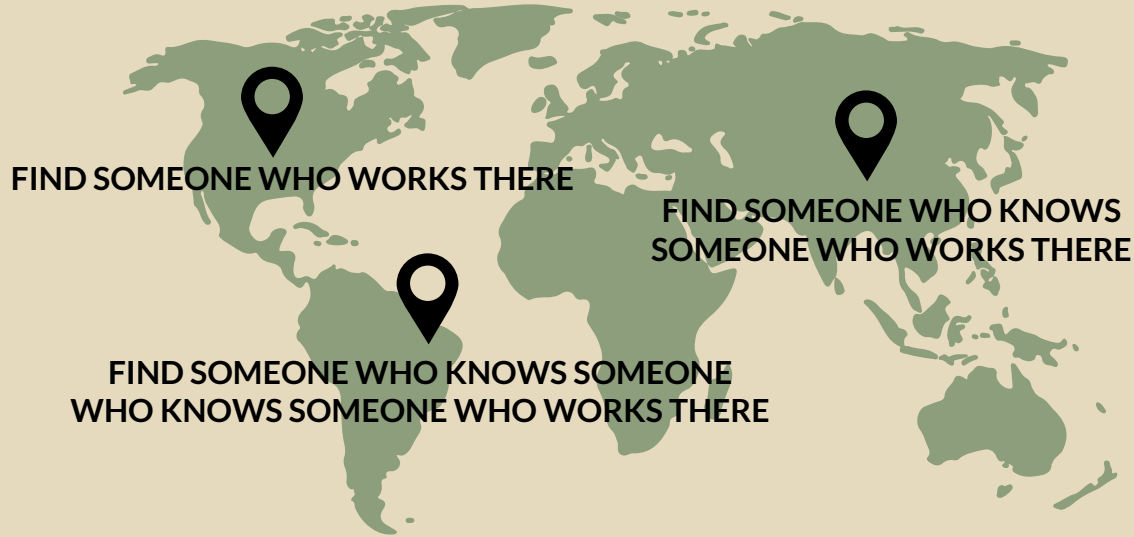 FIND SOMEONE WHO WORKS THERE
FIND SOMEONE WHO KNOWS
SOMEONE WHO WORKS THERE
FIND SOMEONE WHO KNOWS SOMEONE
WHO KNOWS SOMEONE WHO WORKS THERE